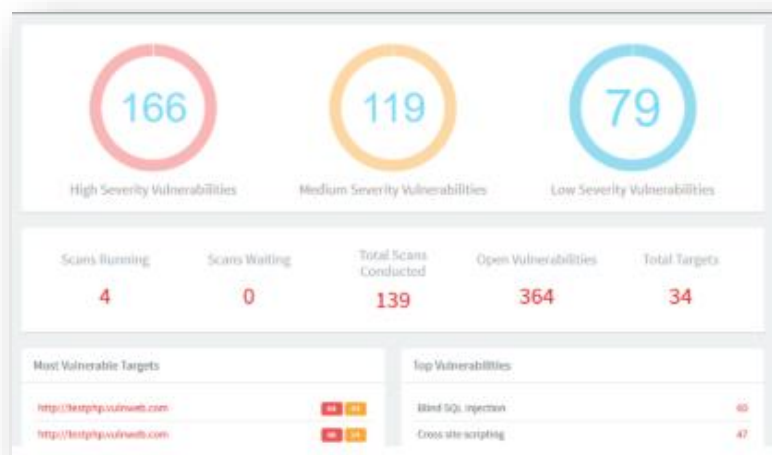 166
119
79
High Severity Vulnerabilities
Medium Severity Vulnerabilities
Low Severity Vulnerabilities
Scans Running
Scans Waiting
Total Scans Conducted
Open Vulnerabilities
Total Targets
4
0
139
364
34
Most Vulnerable Targets
Top Vulnerabilities
http://testphp.vulnweb.com
Blind SQL Injection
60
http://testphp.vulnweb.com
Cross site scripting
47